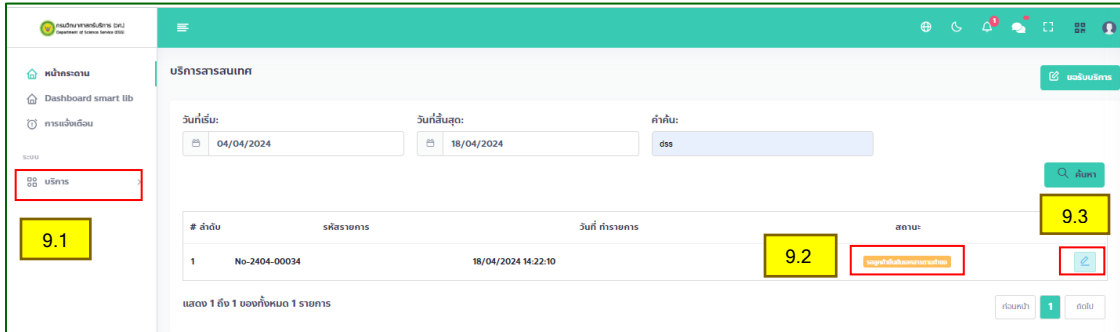 กรมวิทยาศาสตร์บริการ (วศ.)
Department of Science Service (DSS)
หน้ากระดาน
Dashboard smart lib
การแจ้งเตือน
ระบบ
บริการ
9.1
บริการสารสนเทศ
ขอรับบริการ
วันที่เริ่ม: วันที่สิ้นสุด: คำค้น:
04/04/2024 18/04/2024 dss
ค้นหา
# ลำดับ รหัสรายการ วันที่ ทำรายการ สถานะ 9.3
1 No-2404-00034 18/04/2024 14:22:10 9.2
แสดง 1 ถึง 1 ของทั้งหมด 1 รายการ
ก่อนหน้า 1 ถัดไป